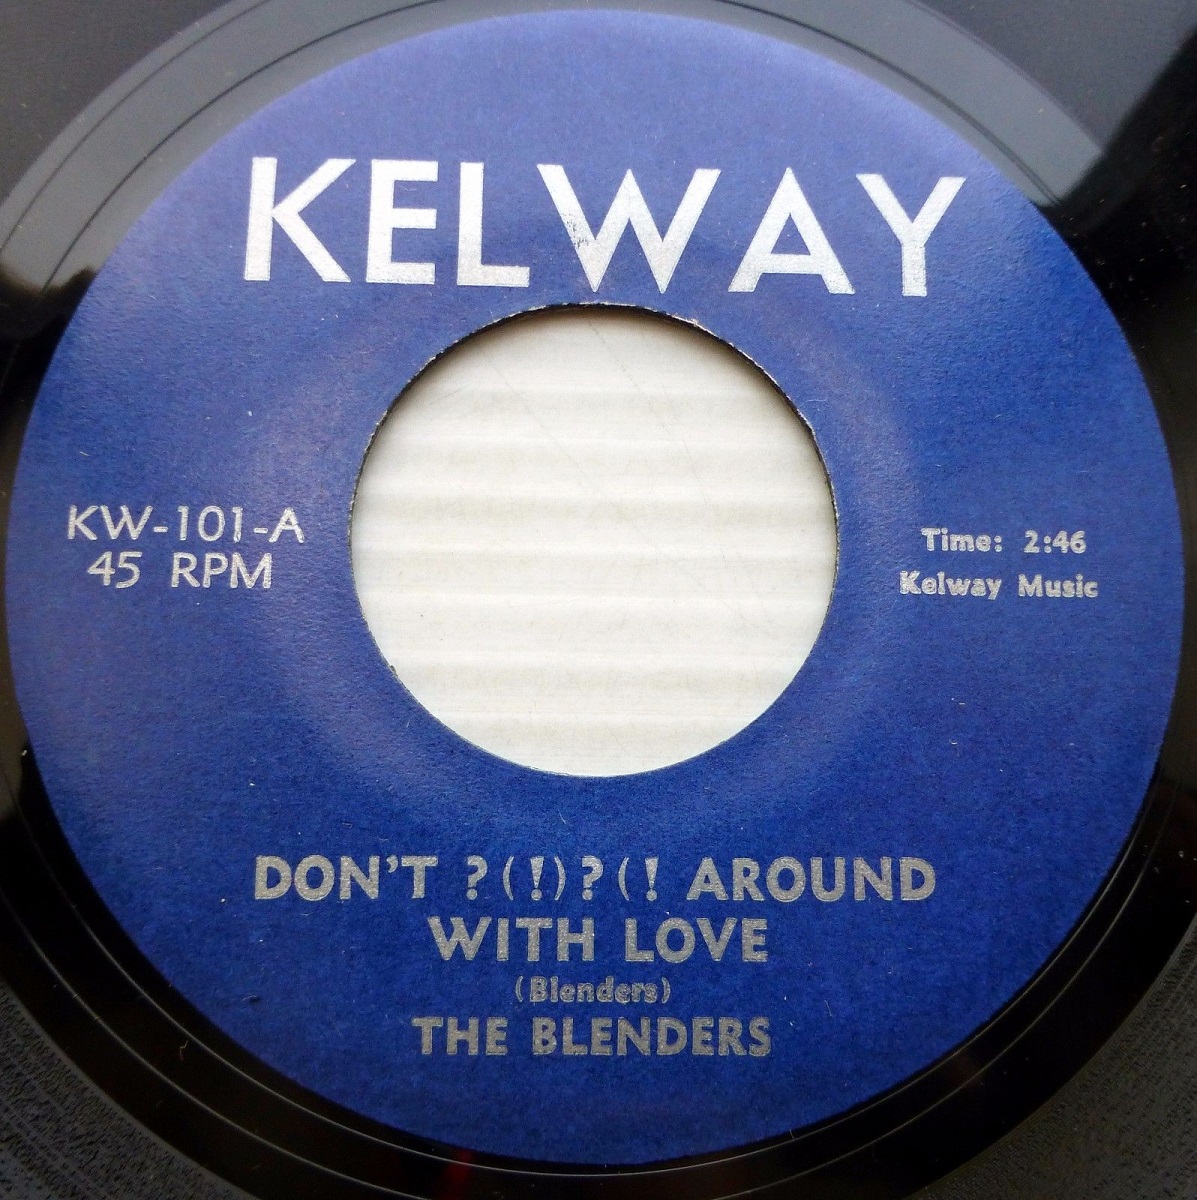 KELWAY
KW-101-A
45 RPM
Time: 2:46
Kelway Music
DON'T ?(!)?(! AROUND
WITH LOVE
(Blenders)
THE BLENDERS